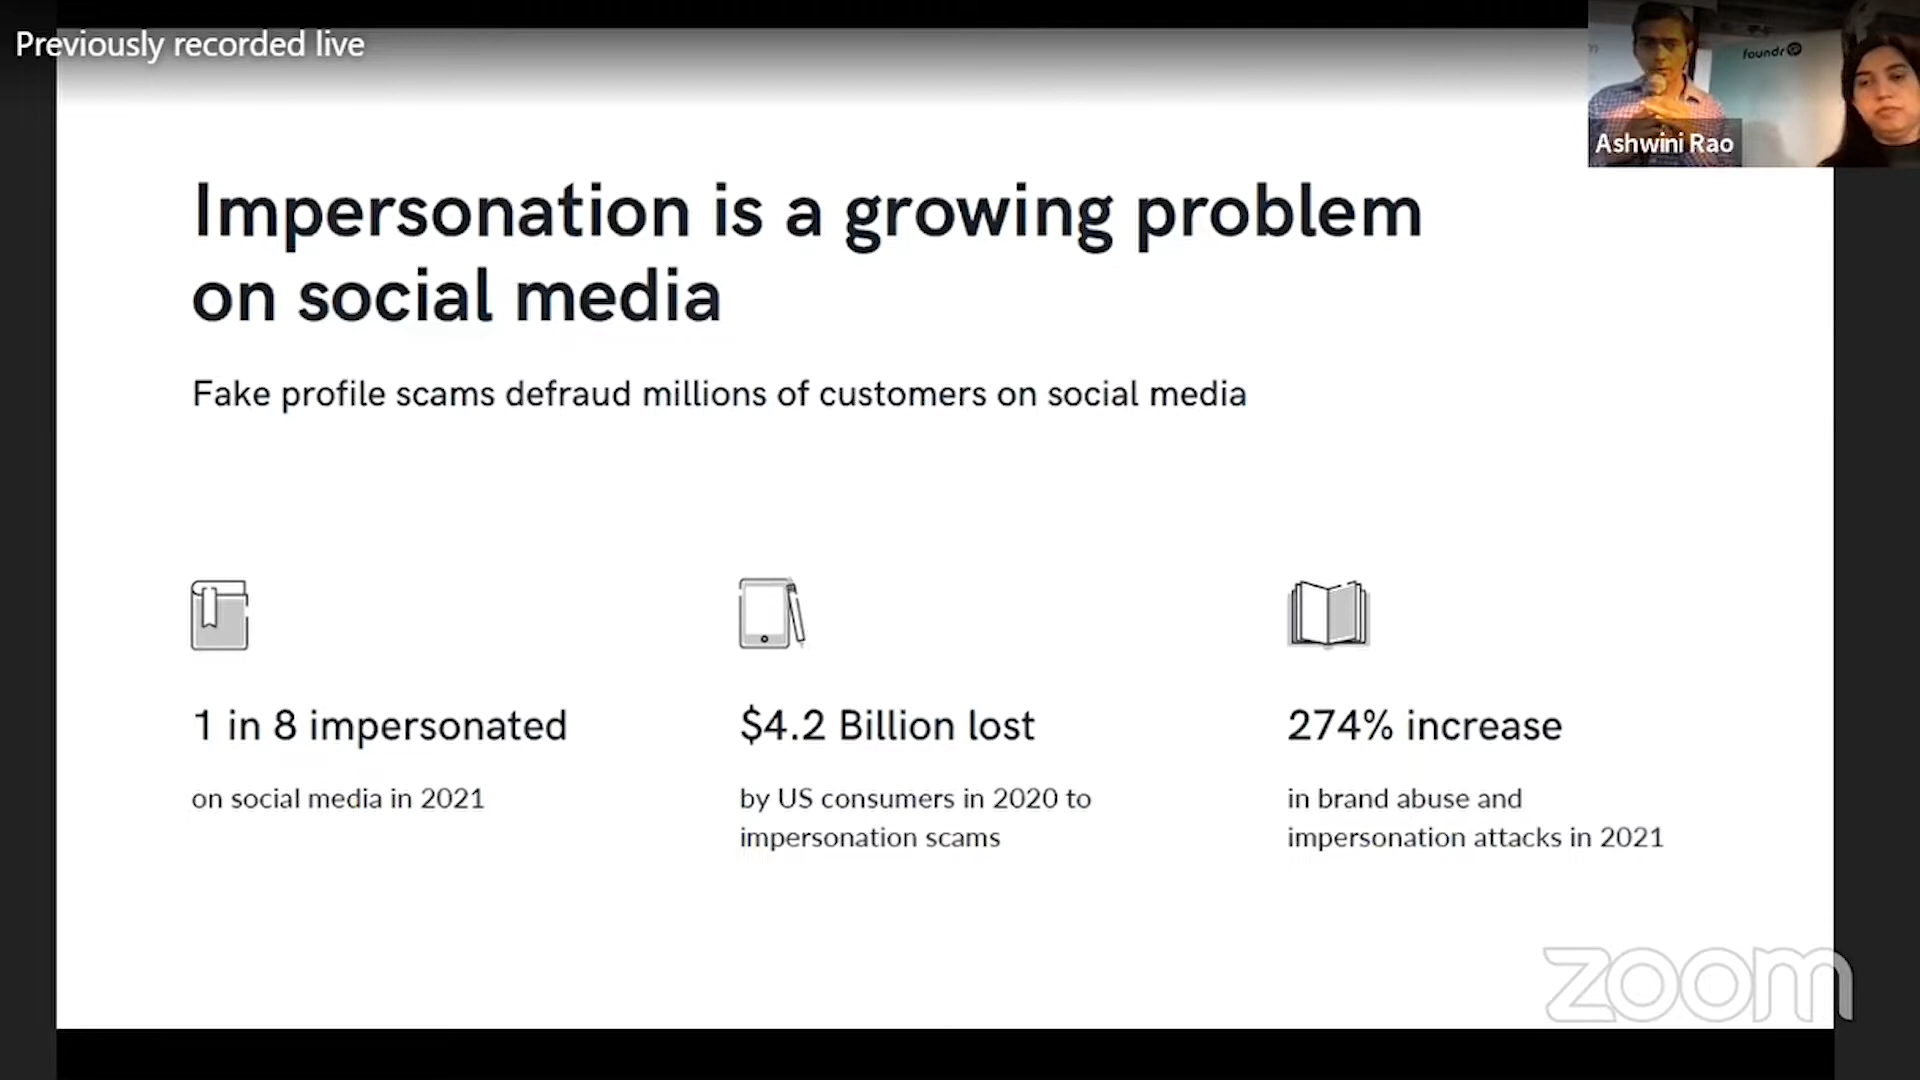 Previously recorded live
foundr
Ashwini Rao
Impersonation is a growing problem
on social media
Fake profile scams defraud millions of customers on social media
1 in 8 impersonated
on social media in 2021
$4.2 Billion lost
by US consumers in 2020 to
impersonation scams
274% increase
in brand abuse and
impersonation attacks in 2021
zoom